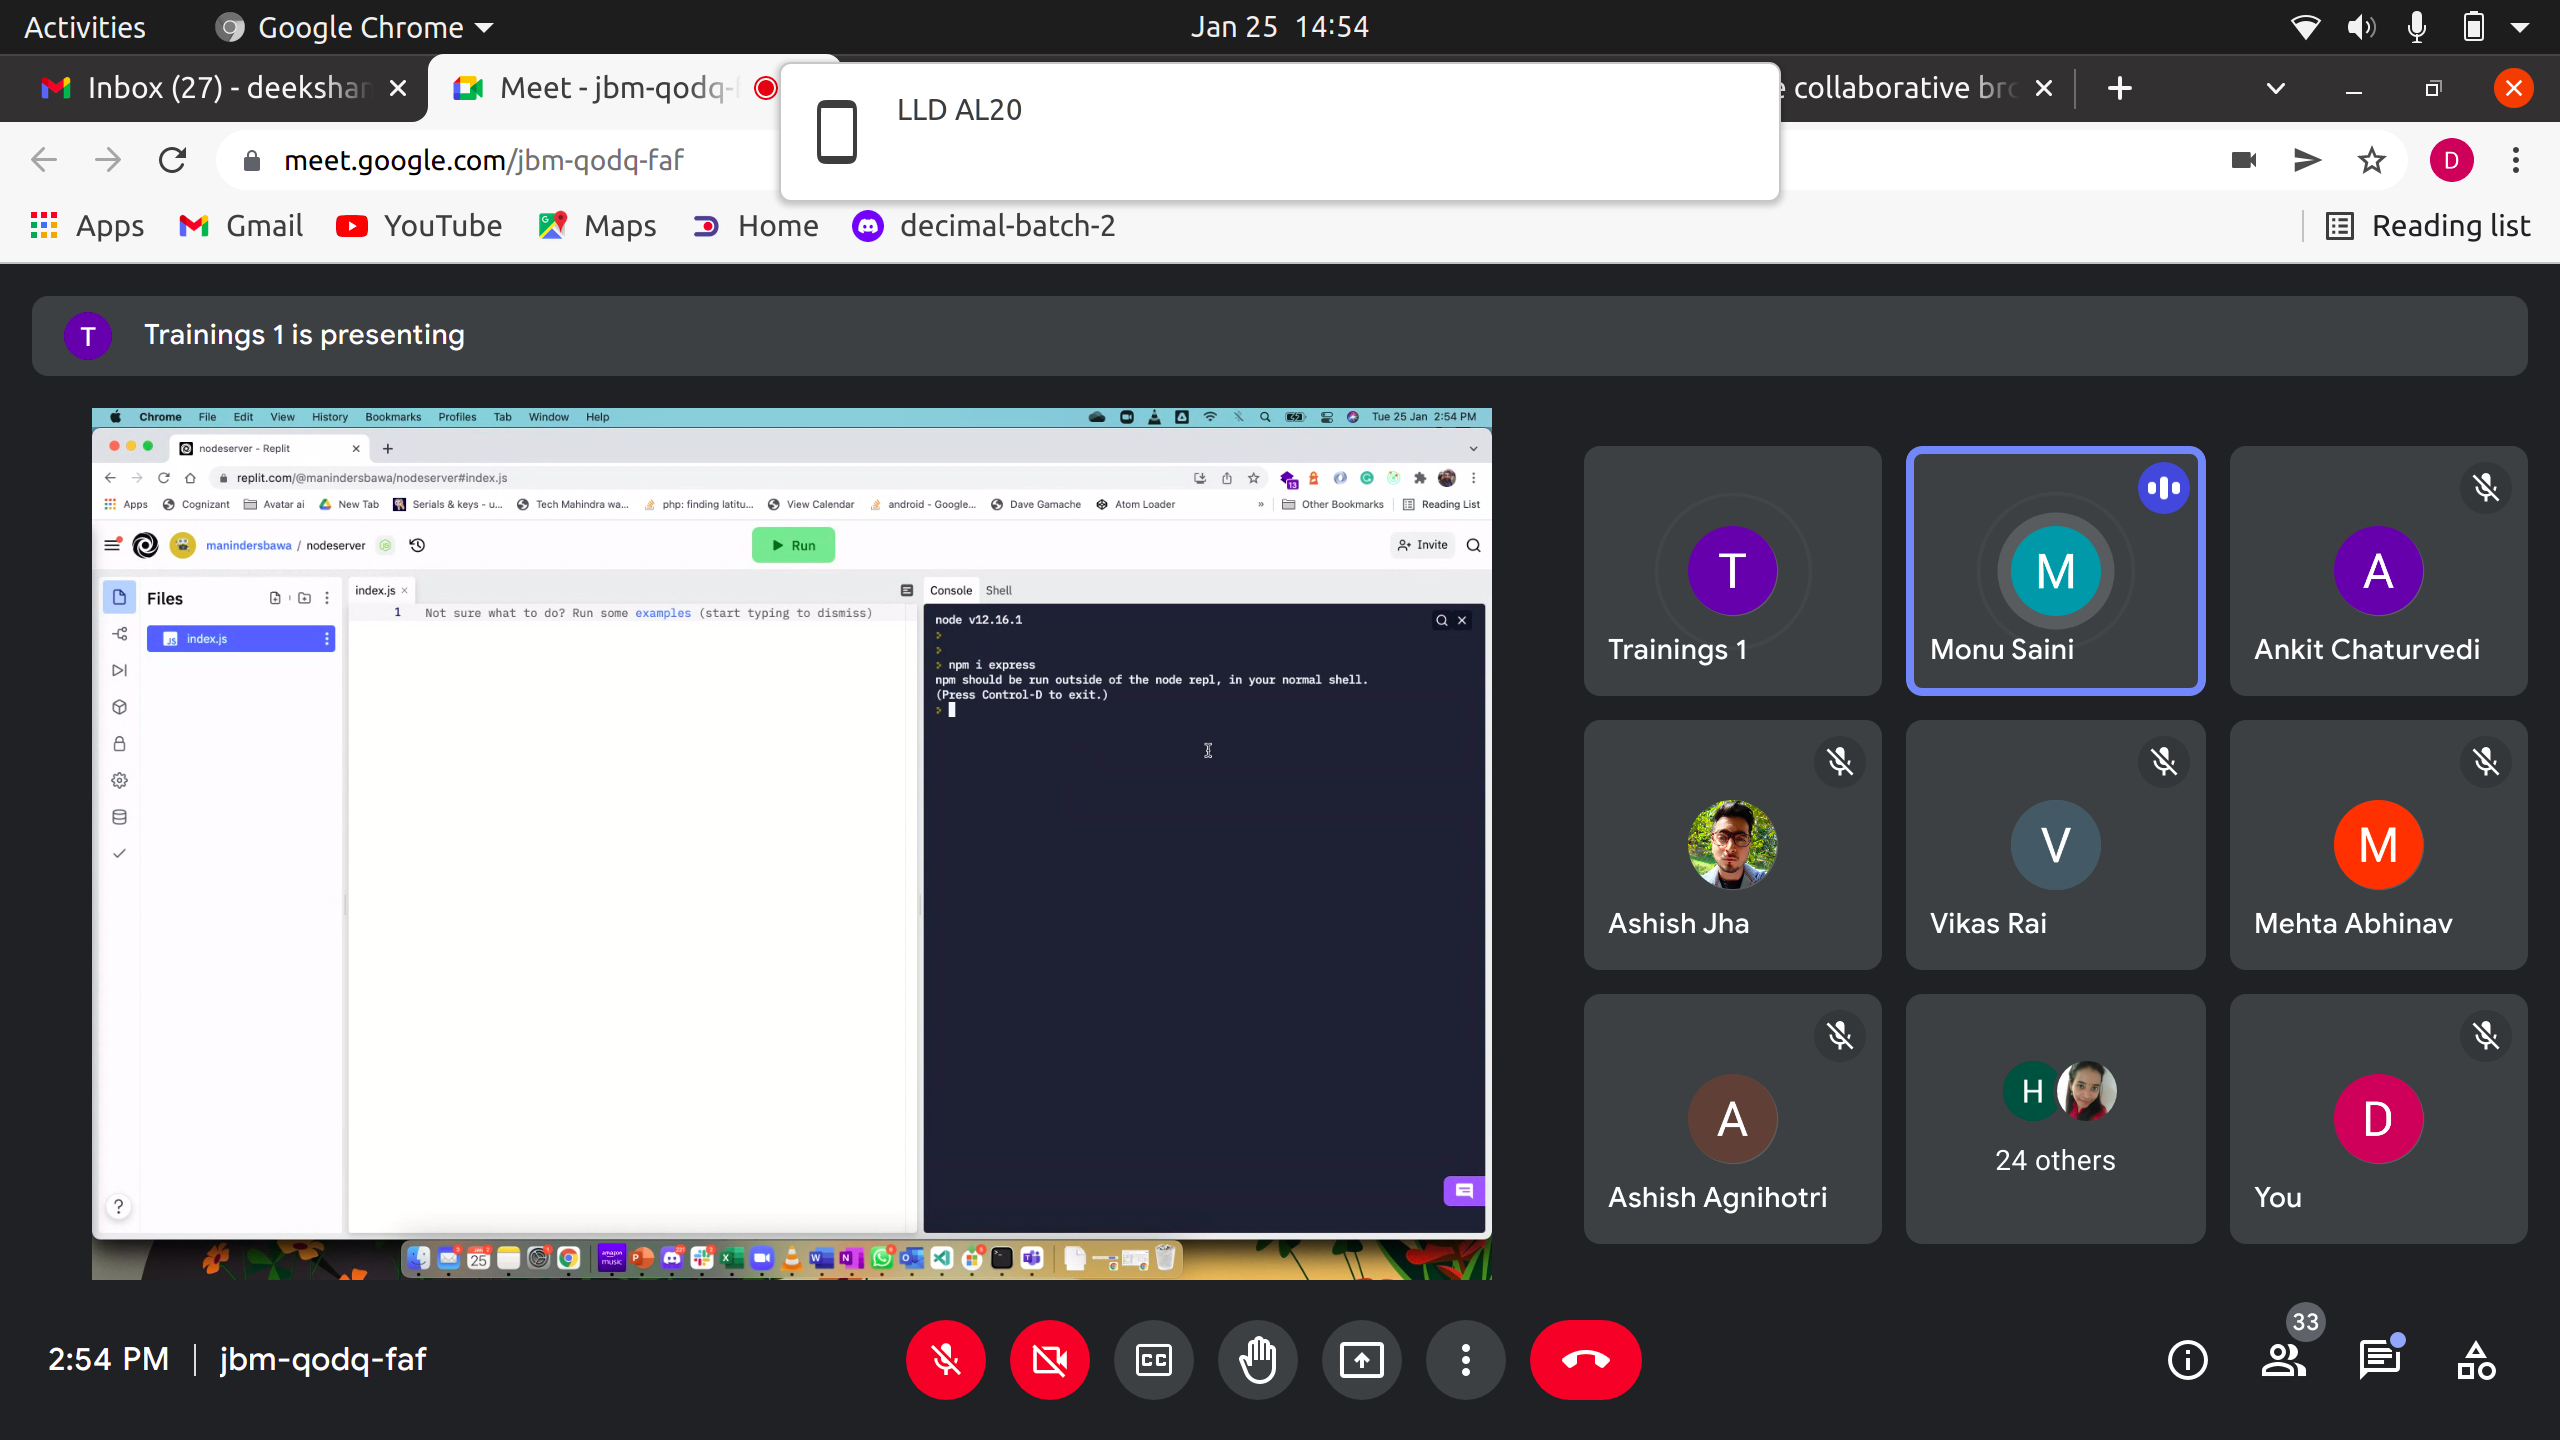 Activities
Google Chrome
Jan 25 14:54
Inbox (27) - deekshan
Meet - jbm-qodq-f
LLD AL20
e collaborative bro
meet.google.com/jbm-qodq-faf
D
Apps
Gmail
YouTube
Maps
Home
decimal-batch-2
Reading list
T
Trainings 1 is presenting
Chrome File Edit View History Bookmarks Profiles Tab Window Help
Tue 25 Jan 2:54 PM
nodeserver - Replit
replit.com/@manindersbawa/nodeserver#index.js
13
Apps
Cognizant
Avatar ai
New Tab
Serials & keys - u...
Tech Mahindra wa...
php: finding latitu...
View Calendar
android - Google...
Dave Gamache
Atom Loader
»
Other Bookmarks
Reading List
manindersbawa / nodeserver
Run
Invite
Files
index.js
index.js
1 Not sure what to do? Run some examples (start typing to dismiss)
Console
Shell
node v12.16.1
>
>
> npm i express
npm should be run outside of the node repl, in your normal shell.
(Press Control-D to exit.)
>
?
T
Trainings 1
M
Monu Saini
A
Ankit Chaturvedi
Ashish Jha
V
Vikas Rai
M
Mehta Abhinav
A
Ashish Agnihotri
H
24 others
D
You
2:54 PM
jbm-qodq-faf
CC
33